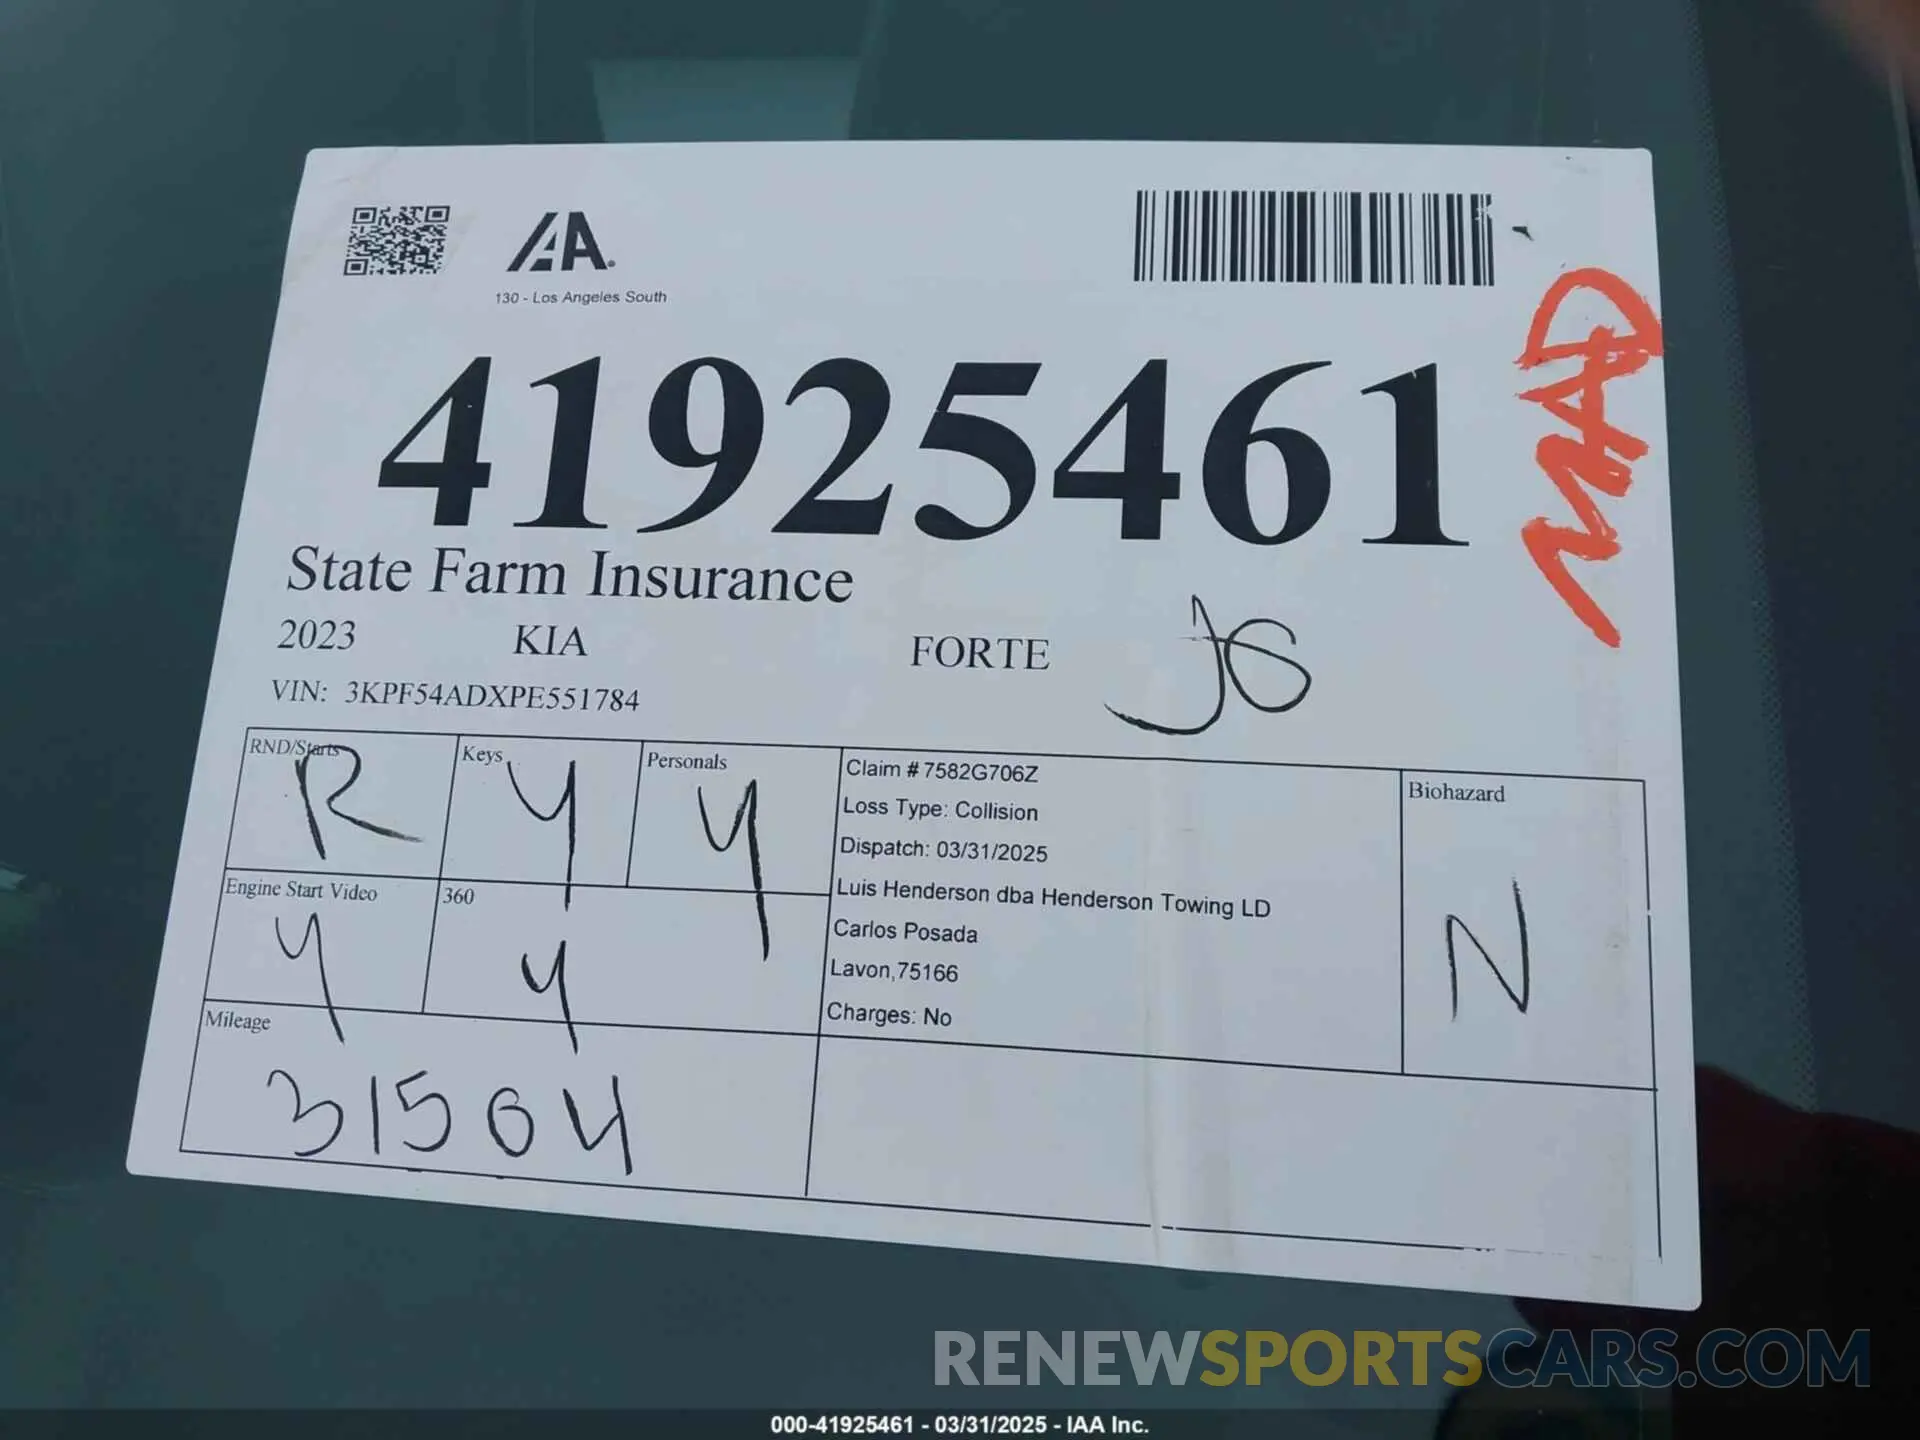 IAA
130 - Los Angeles South
41925461
MAD
State Farm Insurance
2023 KIA FORTE JG
VIN: 3KPF54ADXPE551784
RND/Starts R
Keys Y
Personals Y
Claim # 7582G706Z
Loss Type: Collision
Dispatch: 03/31/2025
Luis Henderson dba Henderson Towing LD
Carlos Posada
Lavon,75166
Charges: No
Biohazard N
Engine Start Video Y
360 Y
Mileage
31504
RENEWSPORTSCARS.COM
000-41925461 - 03/31/2025 - IAA Inc.